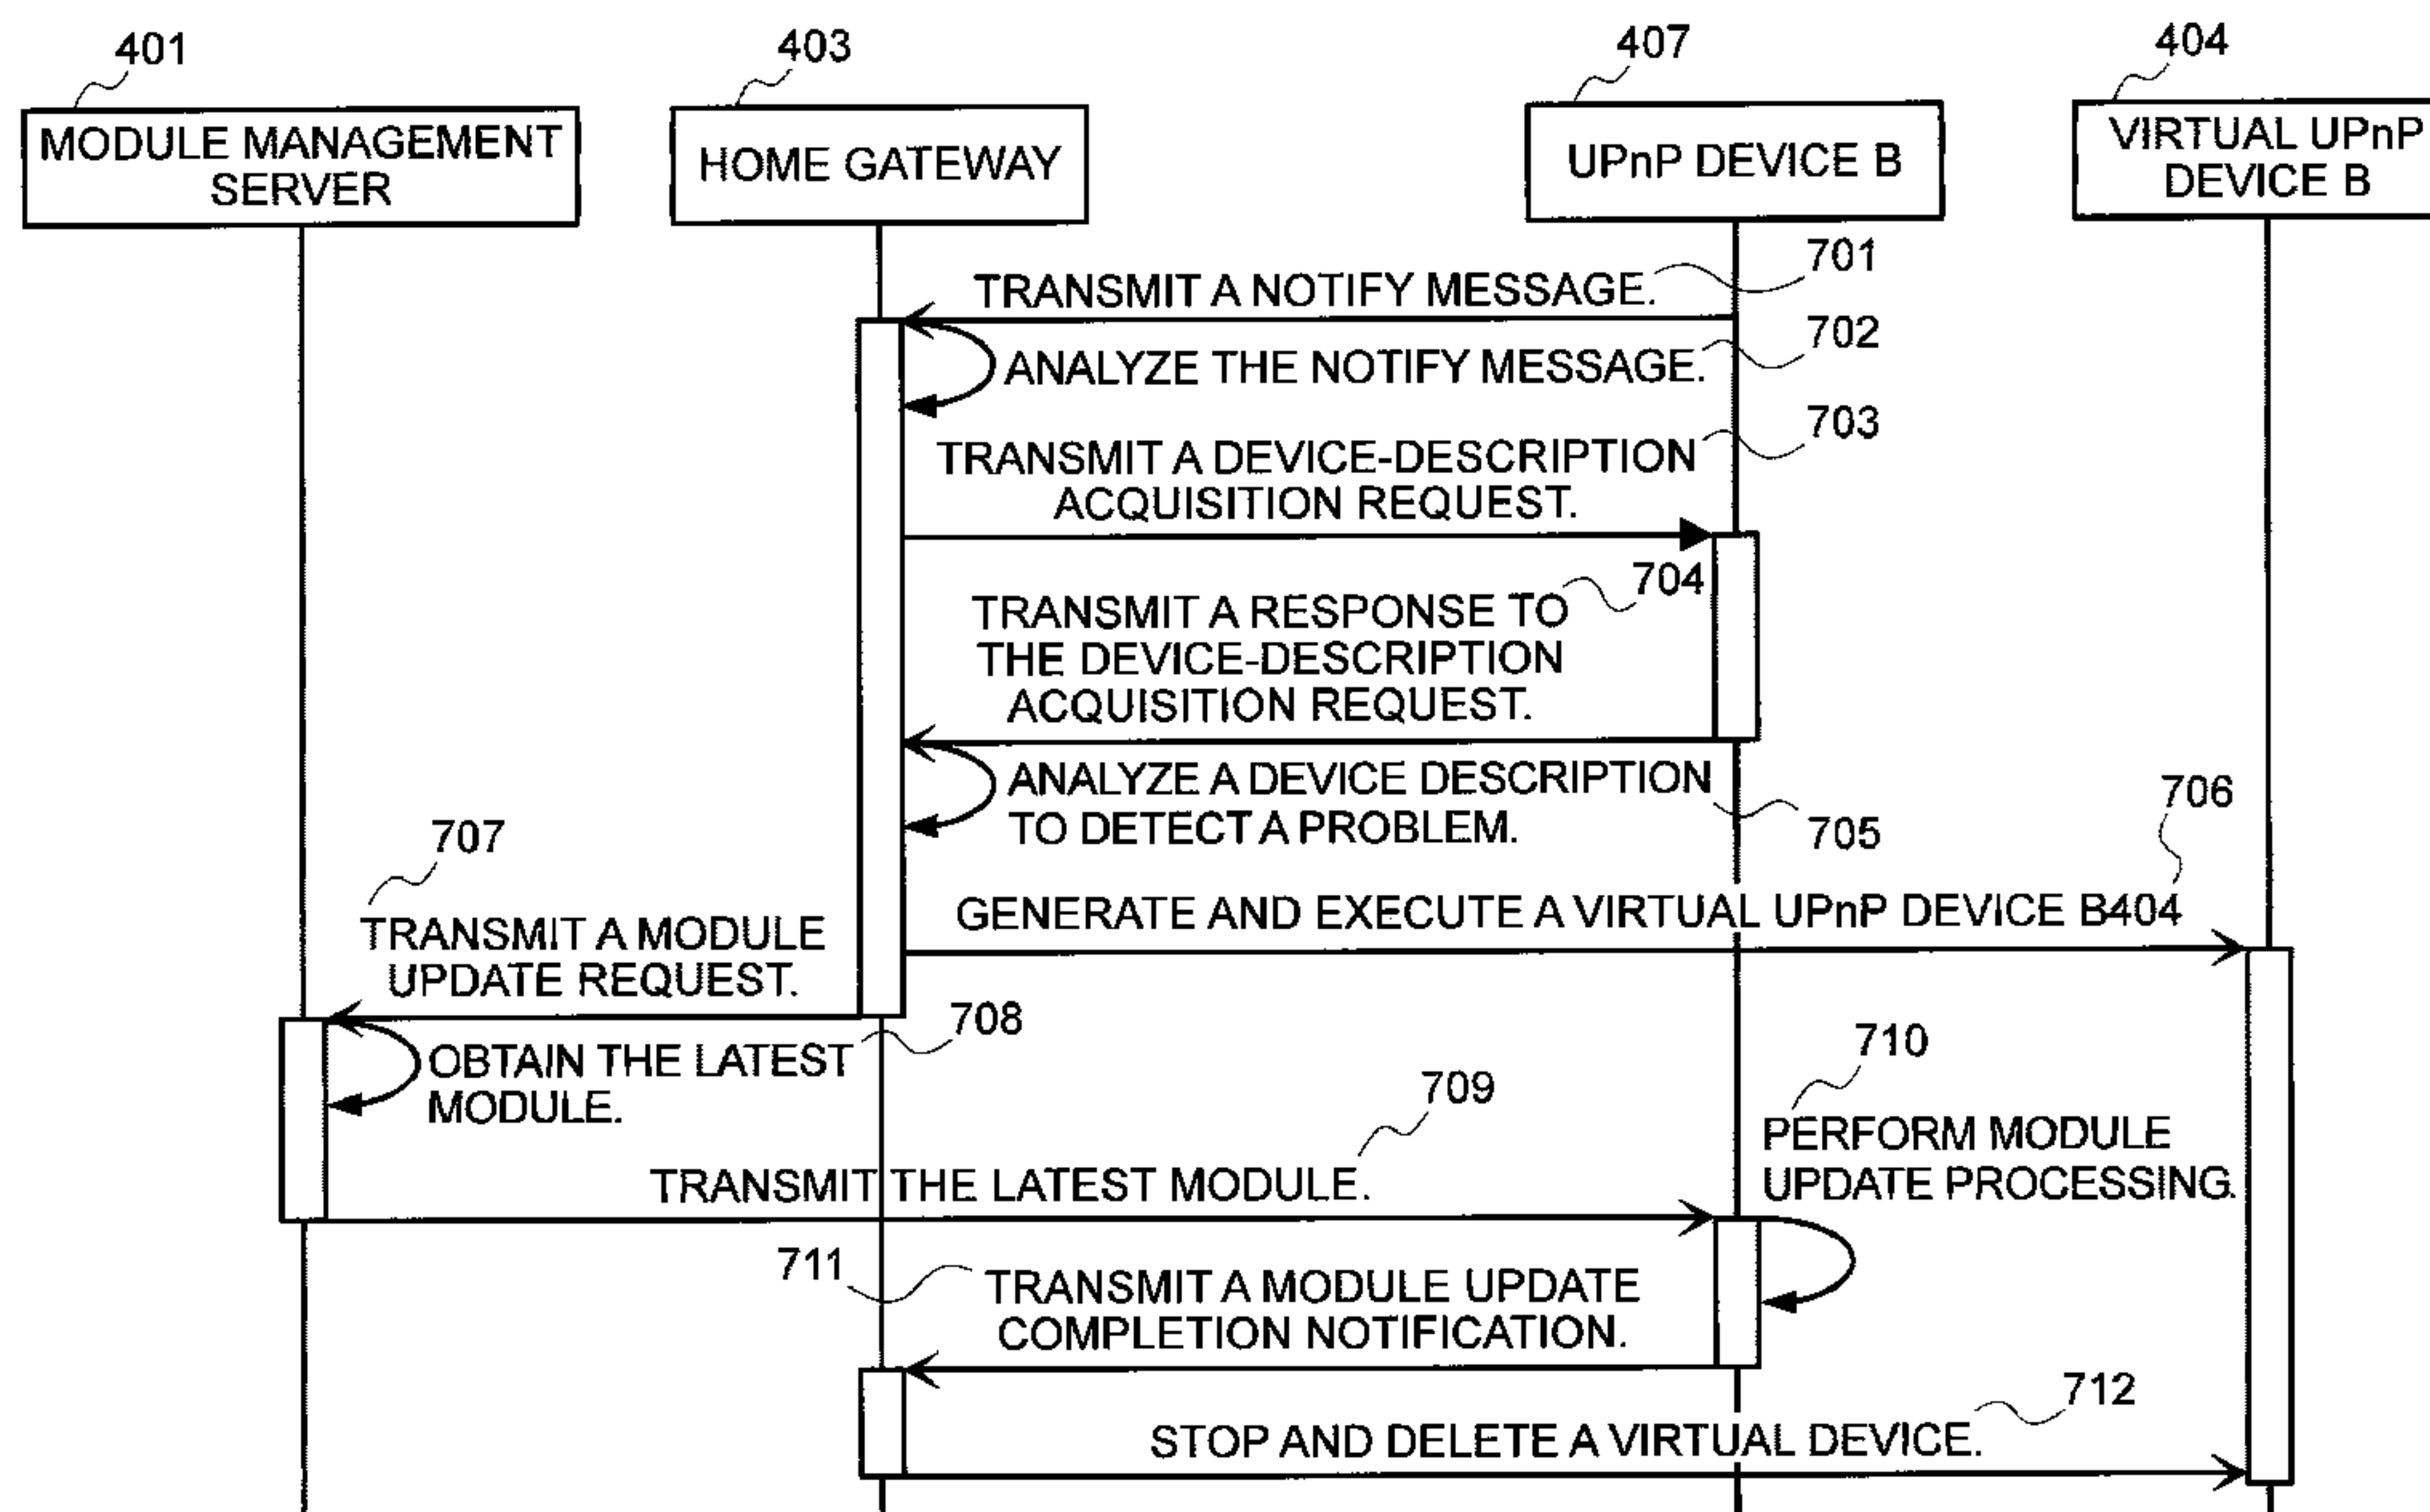 401
403
407
404
MODULE MANAGEMENT
SERVER
HOME GATEWAY
UPnP DEVICE B
VIRTUAL UPnP
DEVICE B
701
TRANSMIT A NOTIFY MESSAGE.
702
ANALYZE THE NOTIFY MESSAGE.
703
TRANSMIT A DEVICE-DESCRIPTION
ACQUISITION REQUEST.
704
TRANSMIT A RESPONSE TO
THE DEVICE-DESCRIPTION
ACQUISITION REQUEST.
ANALYZE A DEVICE DESCRIPTION
TO DETECT A PROBLEM.
705
706
GENERATE AND EXECUTE A VIRTUAL UPnP DEVICE B404
707
TRANSMIT A MODULE
UPDATE REQUEST.
708
OBTAIN THE LATEST
MODULE.
709
TRANSMIT THE LATEST MODULE.
710
PERFORM MODULE
UPDATE PROCESSING.
711
TRANSMIT A MODULE UPDATE
COMPLETION NOTIFICATION.
712
STOP AND DELETE A VIRTUAL DEVICE.